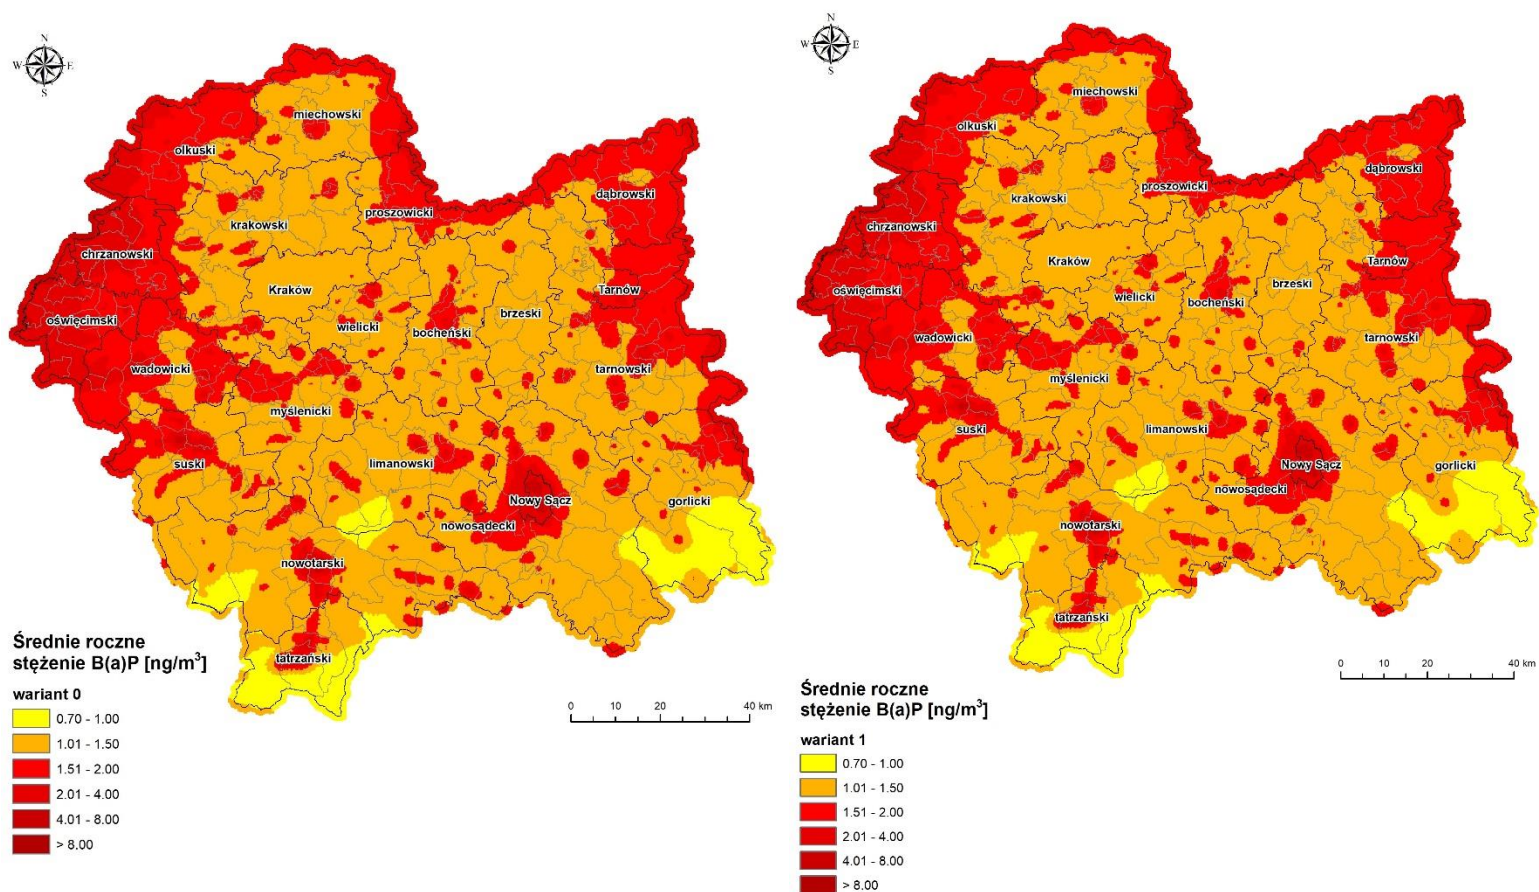 N
W E
S
miechowski
olkuski
dąbrowski
proszowicki
krakowski
chrzanowski
Kraków
Tarnów
oświęcimski
wielicki
bocheński
brzeski
wadowicki
tarnowski
myślenicki
suski
limanowski
Nowy Sącz
gorlicki
nowosądecki
nowotarski
tatrzański
Średnie roczne
stężenie B(a)P [ng/m³]
wariant 0
0.70 - 1.00
1.01 - 1.50
1.51 - 2.00
2.01 - 4.00
4.01 - 8.00
> 8.00
0 10 20 40 km
N
W E
S
miechowski
olkuski
dąbrowski
proszowicki
krakowski
chrzanowski
Kraków
Tarnów
oświęcimski
wielicki
bocheński
brzeski
wadowicki
tarnowski
myślenicki
suski
limanowski
Nowy Sącz
gorlicki
nowosądecki
nowotarski
tatrzański
0 10 20 40 km
Średnie roczne
stężenie B(a)P [ng/m³]
wariant 1
0.70 - 1.00
1.01 - 1.50
1.51 - 2.00
2.01 - 4.00
4.01 - 8.00
> 8.00